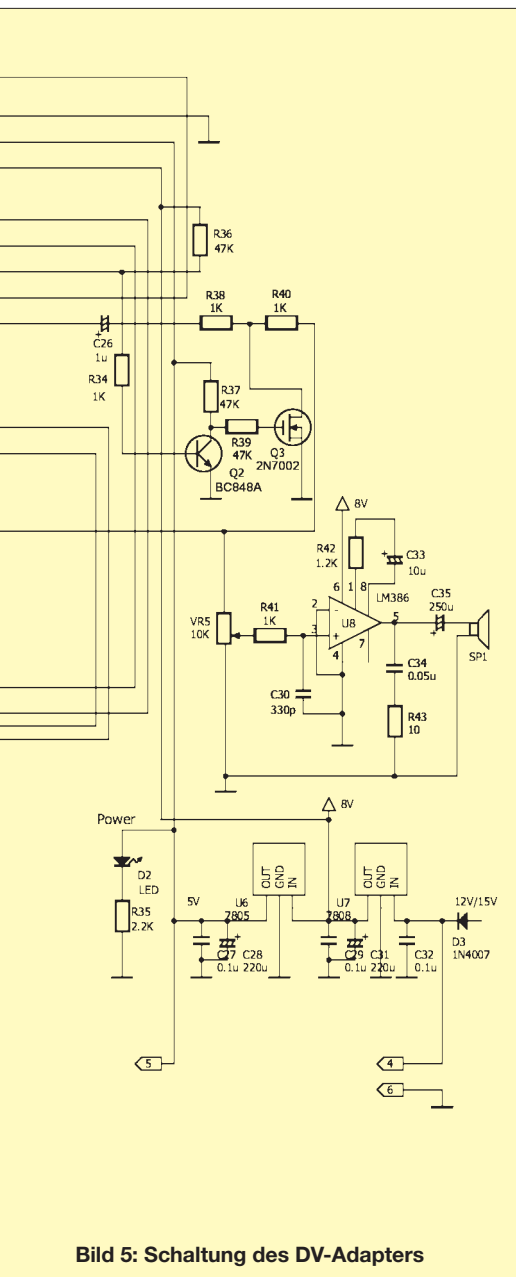 R36
47K
R38
1K
R40
1K
+
C26
1u
R34
1K
R37
47K
R39
47K
Q3
2N7002
Q2
BC848A
8V
R42
1.2K
+
C33
10u
6
1
8
LM386
2
-
U8
3
+
5
4
7
C35
250u
+
SP1
VR5
10K
R41
1K
C34
0.05u
C30
330p
R43
10
8V
Power
D2
LED
OUT
GND
IN
OUT
GND
IN
R35
2.2K
5V
U6
7805
U7
7808
12V/15V
+
+
D3
1N4007
C27
0.1u
C28
220u
C29
0.1u
C31
220u
C32
0.1u
5
4
6
Bild 5: Schaltung des DV-Adapters